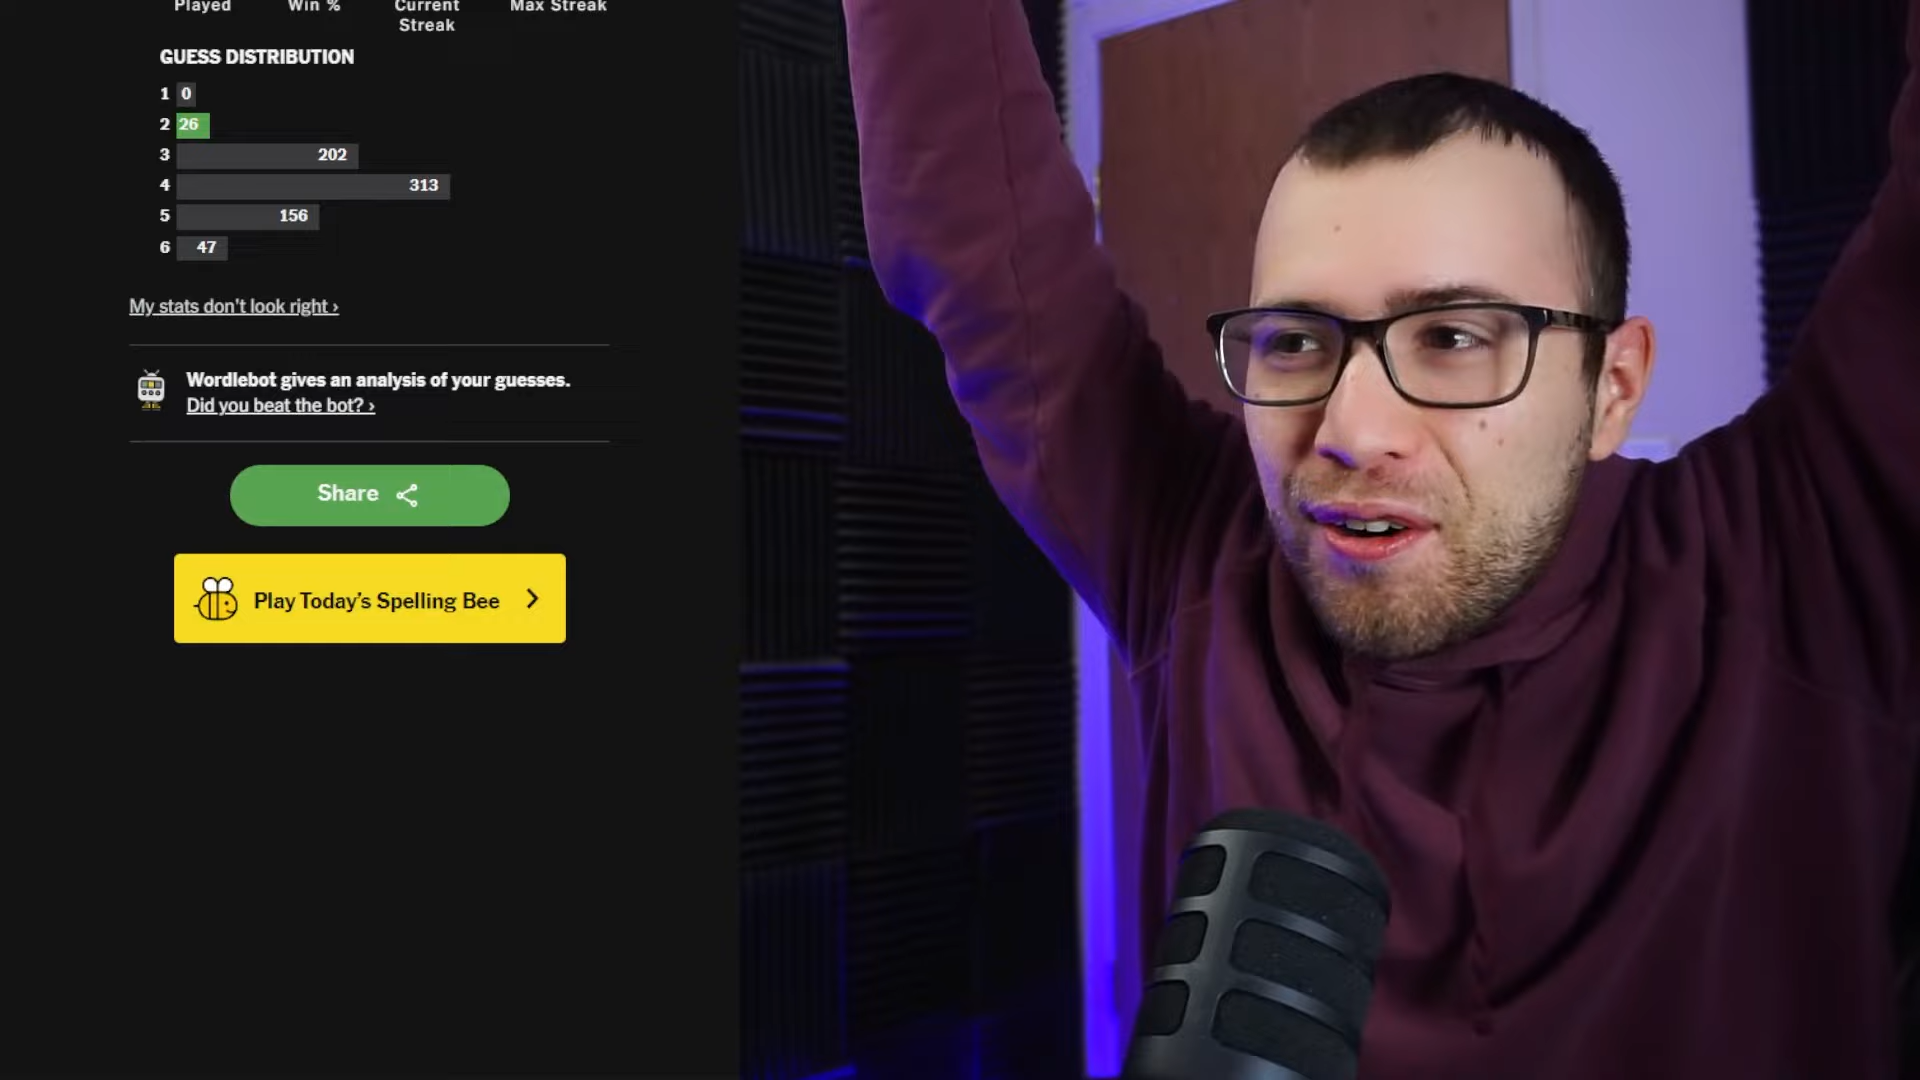 Played Win % Current Streak Max Streak
GUESS DISTRIBUTION
1 0
2 26
3 202
4 313
5 156
6 47
My stats don't look right ›
Wordlebot gives an analysis of your guesses.
Did you beat the bot? ›
Share
Play Today's Spelling Bee